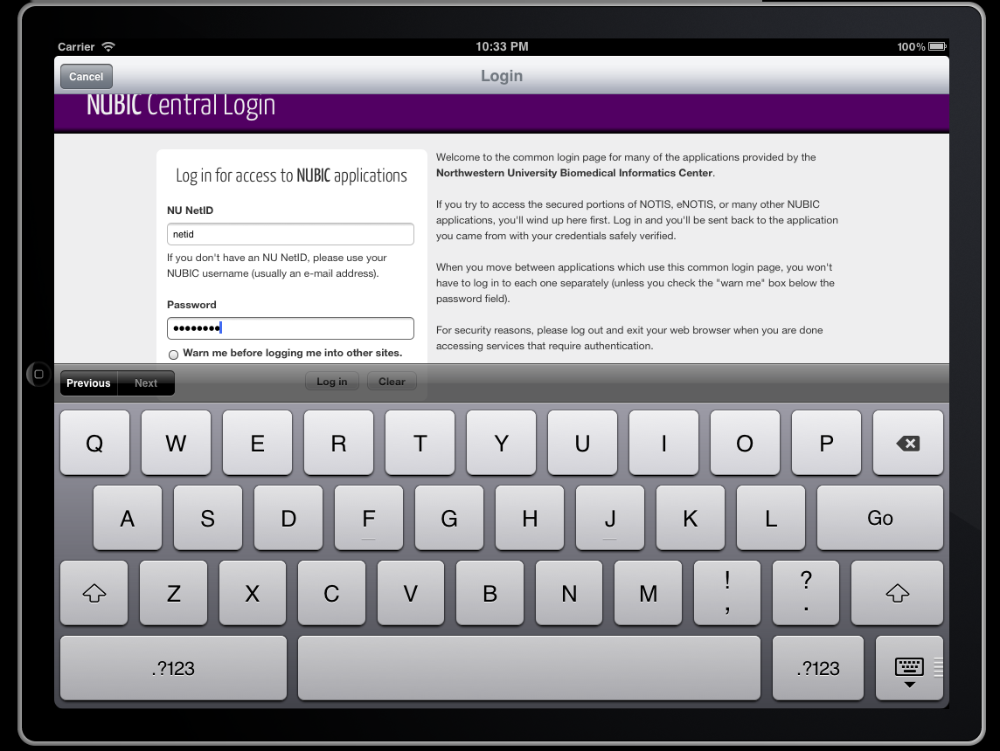 Carrier 10:33 PM 100%
Cancel Login
NUBIC Central Login
Log in for access to NUBIC applications
NU NetID
netid
If you don't have an NU NetID, please use your
NUBIC username (usually an e-mail address).
Password
••••••••
Warn me before logging me into other sites.
Welcome to the common login page for many of the applications provided by the
Northwestern University Biomedical Informatics Center.
If you try to access the secured portions of NOTIS, eNOTIS, or many other NUBIC
applications, you'll wind up here first. Log in and you'll be sent back to the application
you came from with your credentials safely verified.
When you move between applications which use this common login page, you won't
have to log in to each one separately (unless you check the "warn me" box below the
password field).
For security reasons, please log out and exit your web browser when you are done
accessing services that require authentication.
Previous Next Log in Clear
Q W E R T Y U I O P
A S D F G H J K L Go
Z X C V B N M ! , ? .
.?123 .?123